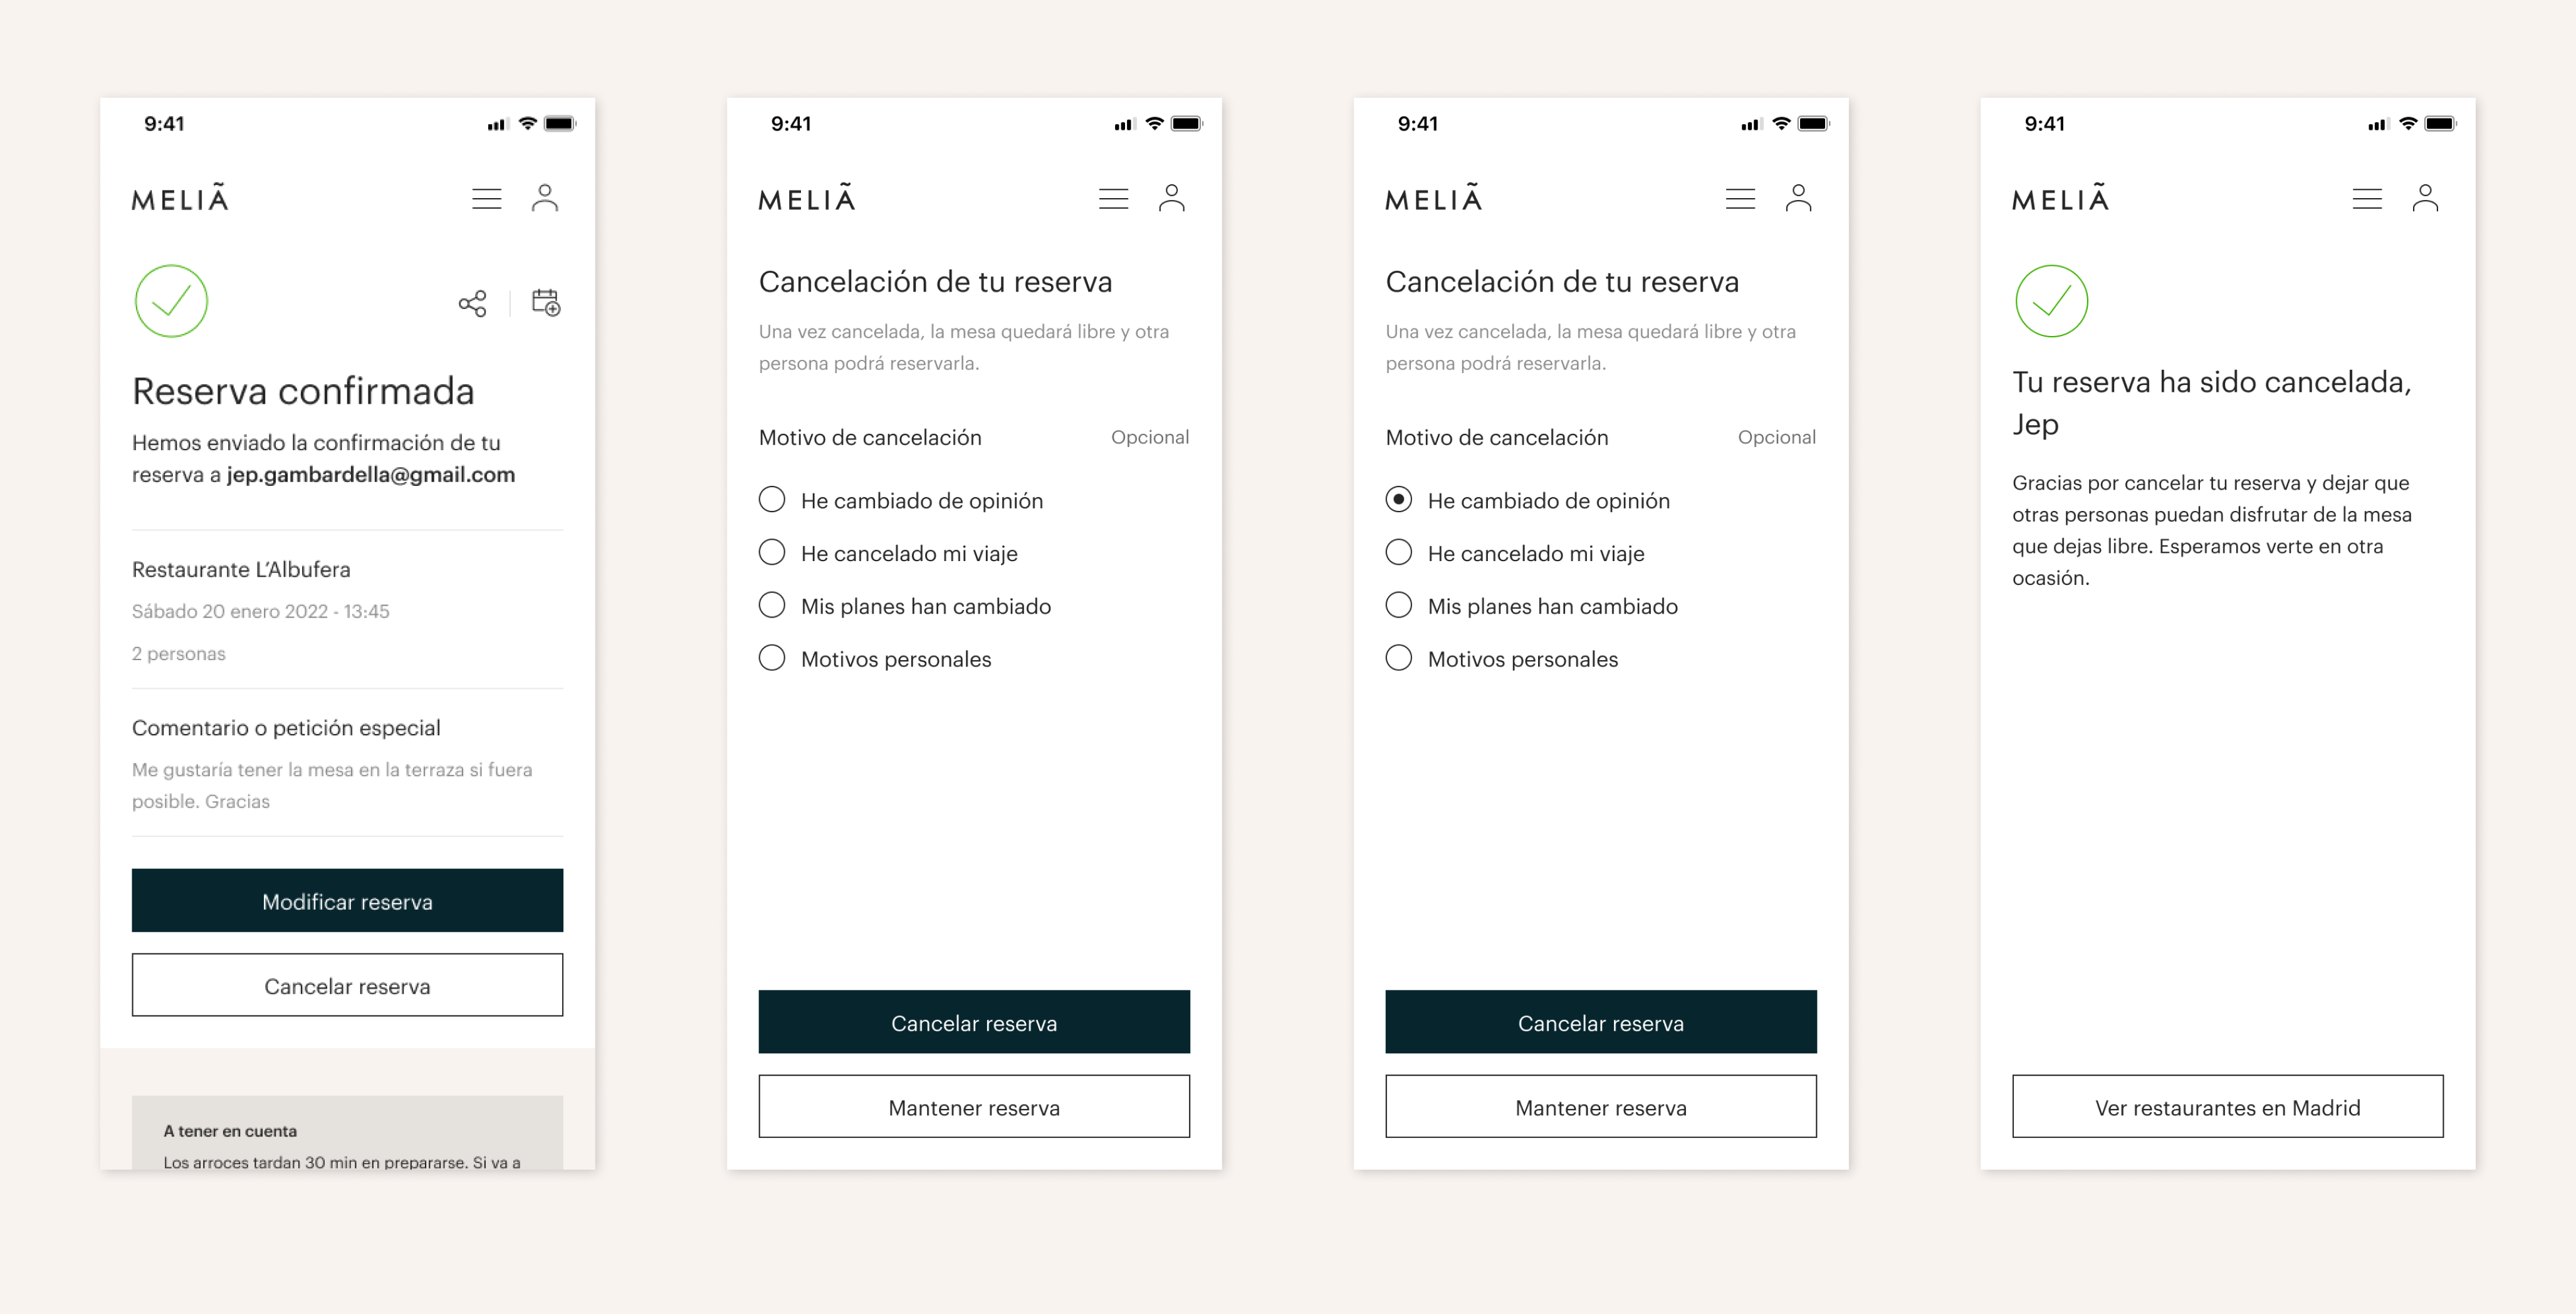 9:41
MELIÃ
Reserva confirmada
Hemos enviado la confirmación de tu
reserva a jep.gambardella@gmail.com
Restaurante L’Albufera
Sábado 20 enero 2022 - 13:45
2 personas
Comentario o petición especial
Me gustaría tener la mesa en la terraza si fuera
posible. Gracias
Modificar reserva
Cancelar reserva
A tener en cuenta
Los arroces tardan 30 min en prepararse. Si va a
9:41
MELIÃ
Cancelación de tu reserva
Una vez cancelada, la mesa quedará libre y otra
persona podrá reservarla.
Motivo de cancelación Opcional
He cambiado de opinión
He cancelado mi viaje
Mis planes han cambiado
Motivos personales
Cancelar reserva
Mantener reserva
9:41
MELIÃ
Cancelación de tu reserva
Una vez cancelada, la mesa quedará libre y otra
persona podrá reservarla.
Motivo de cancelación Opcional
He cambiado de opinión
He cancelado mi viaje
Mis planes han cambiado
Motivos personales
Cancelar reserva
Mantener reserva
9:41
MELIÃ
Tu reserva ha sido cancelada,
Jep
Gracias por cancelar tu reserva y dejar que
otras personas puedan disfrutar de la mesa
que dejas libre. Esperamos verte en otra
ocasión.
Ver restaurantes en Madrid